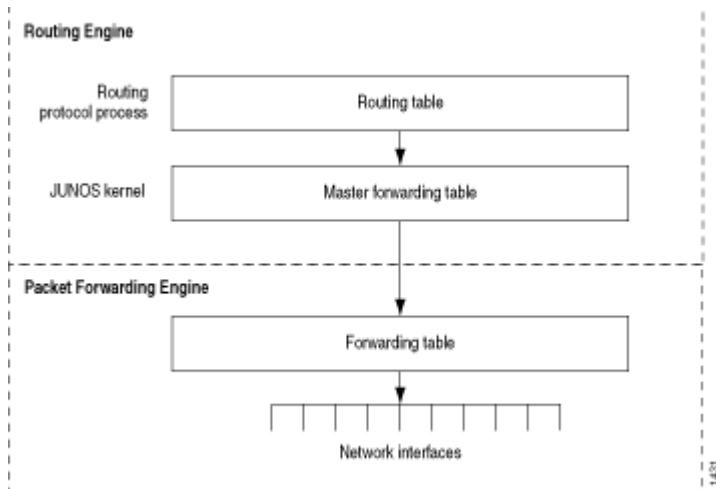 Routing Engine
Routing
protocol process
Routing table
JUNOS kernel
Master forwarding table
Packet Forwarding Engine
Forwarding table
Network interfaces
1431